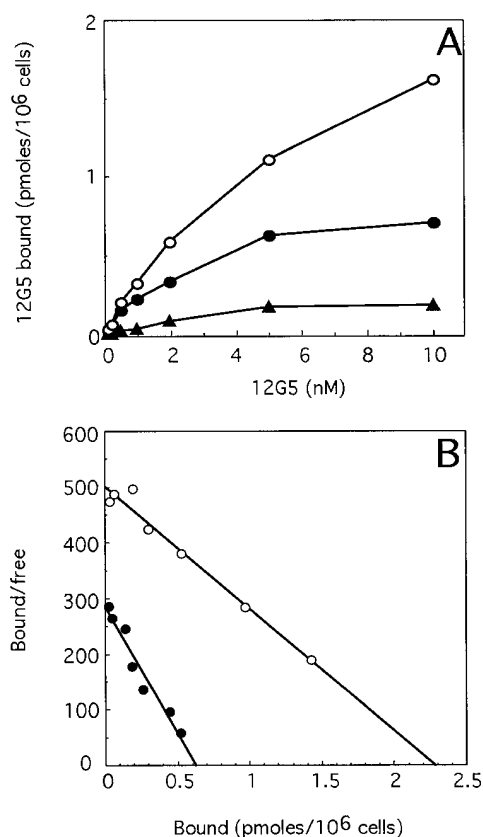 A
2
1
0
12G5 bound (pmoles/10⁶ cells)
0 2 4 6 8 10
12G5 (nM)
B
600
500
400
300
200
100
0
Bound/free
0 0.5 1 1.5 2 2.5
Bound (pmoles/10⁶ cells)